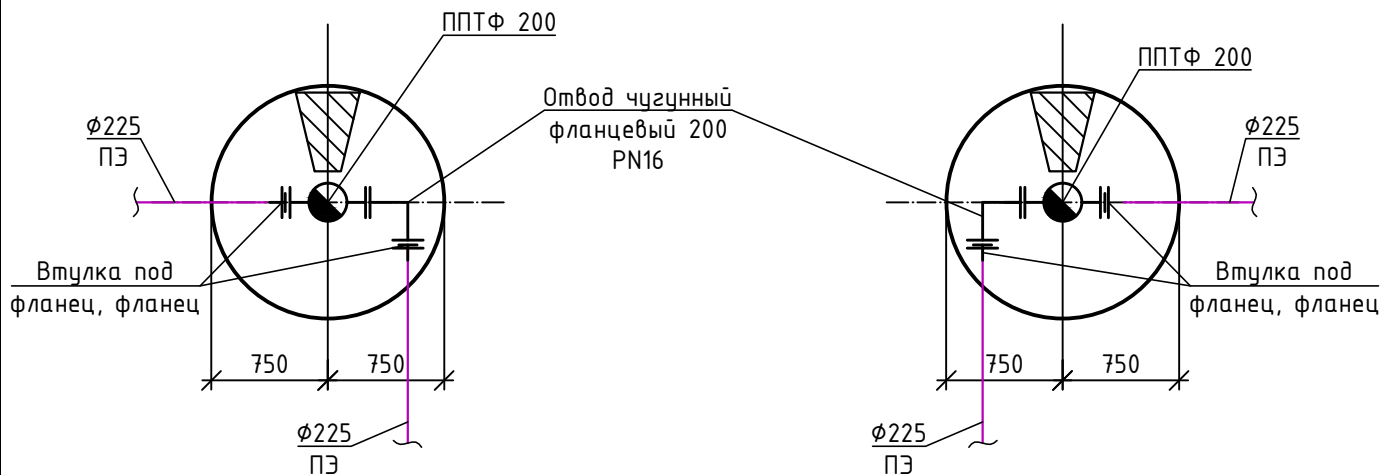 ППТФ 200
ППТФ 200
Отвод чугунный
фланцевый 200
PN16
Ф225
ПЭ
Ф225
ПЭ
Втулка под
фланец, фланец
Втулка под
фланец, фланец
750
750
750
750
Ф225
ПЭ
Ф225
ПЭ